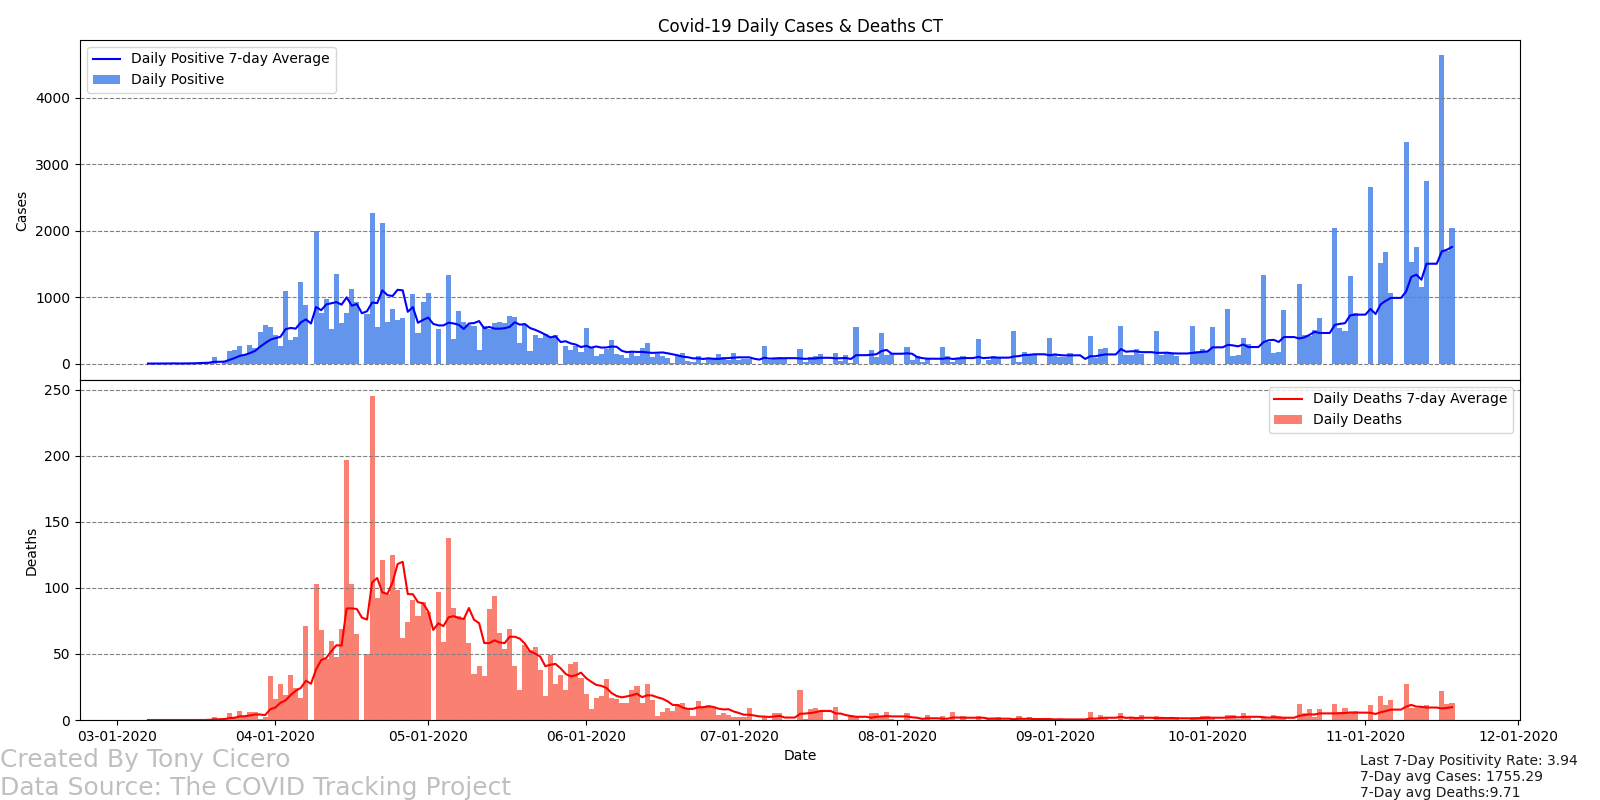 Covid-19 Daily Cases & Deaths CT
Daily Positive 7-day Average
Daily Positive
4000
3000
2000
1000
0
Cases
Daily Deaths 7-day Average
Daily Deaths
250
200
150
100
50
0
Deaths
03-01-2020 04-01-2020 05-01-2020 06-01-2020 07-01-2020 08-01-2020 09-01-2020 10-01-2020 11-01-2020 12-01-2020
Date
Created By Tony Cicero
Data Source: The COVID Tracking Project
Last 7-Day Positivity Rate: 3.94
7-Day avg Cases: 1755.29
7-Day avg Deaths:9.71